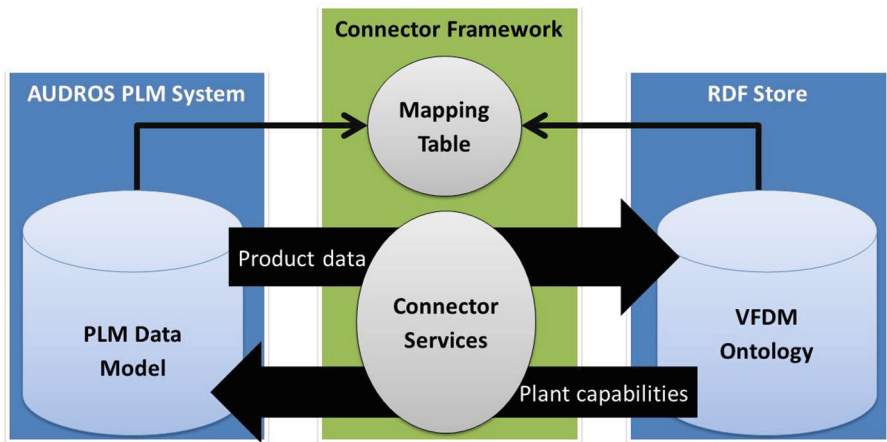 Connector Framework
AUDROS PLM System
RDF Store
Mapping
Table
Product data
Connector
Services
PLM Data
Model
VFDM
Ontology
Plant capabilities